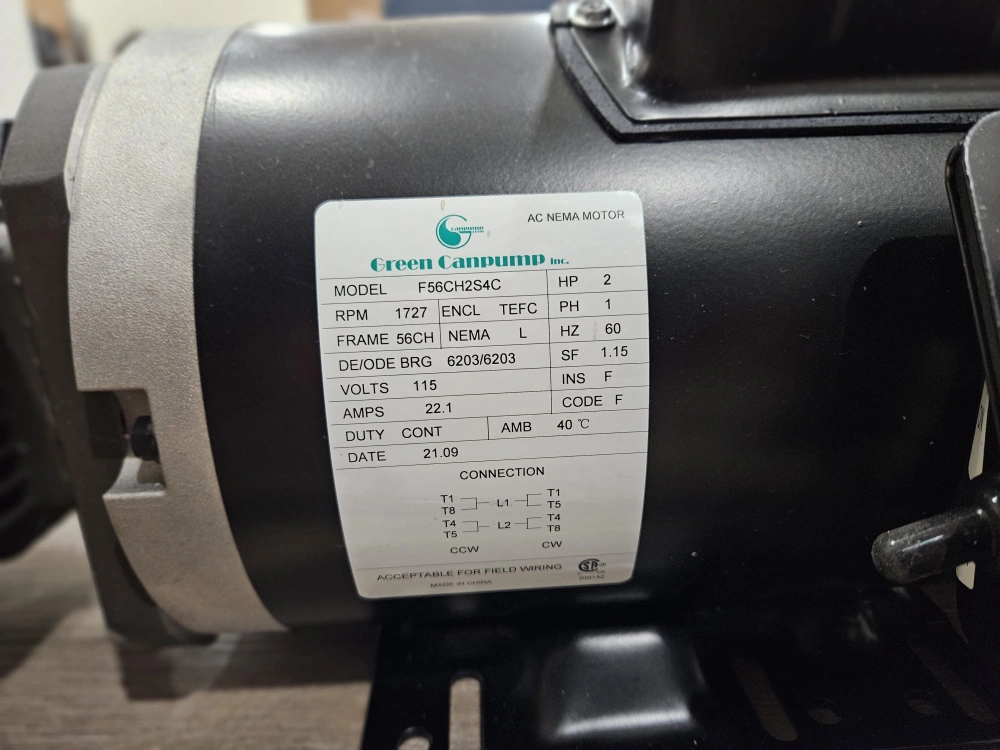 AC NEMA MOTOR
Green Canpump Inc.
MODEL F56CH2S4C HP 2
RPM 1727 ENCL TEFC PH 1
FRAME 56CH NEMA L HZ 60
DE/ODE BRG 6203/6203 SF 1.15
VOLTS 115 INS F
AMPS 22.1 CODE F
DUTY CONT AMB 40 ℃
DATE 21.09
CONNECTION
T1 L1 T1
T8 T5
T4 L2 T4
T5 T8
CCW CW
ACCEPTABLE FOR FIELD WIRING
MADE IN CHINA